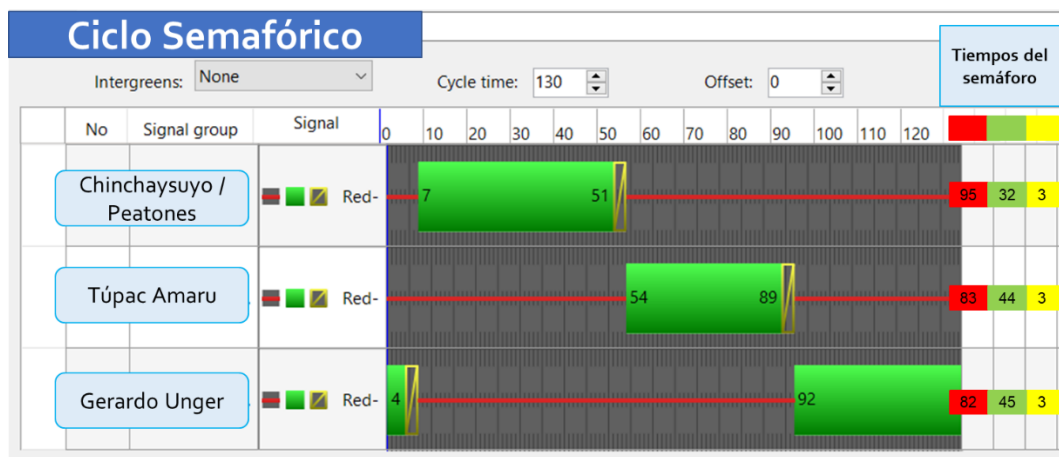 Ciclo Semafórico
Tiempos del
semáforo
Intergreens: None Cycle time: 130 Offset: 0
No Signal group Signal 0 10 20 30 40 50 60 70 80 90 100 110 120
Chinchaysuyo /
Peatones
Red- 7 51 95 32 3
Túpac Amaru Red- 54 89 83 44 3
Gerardo Unger Red- 4 92 82 45 3